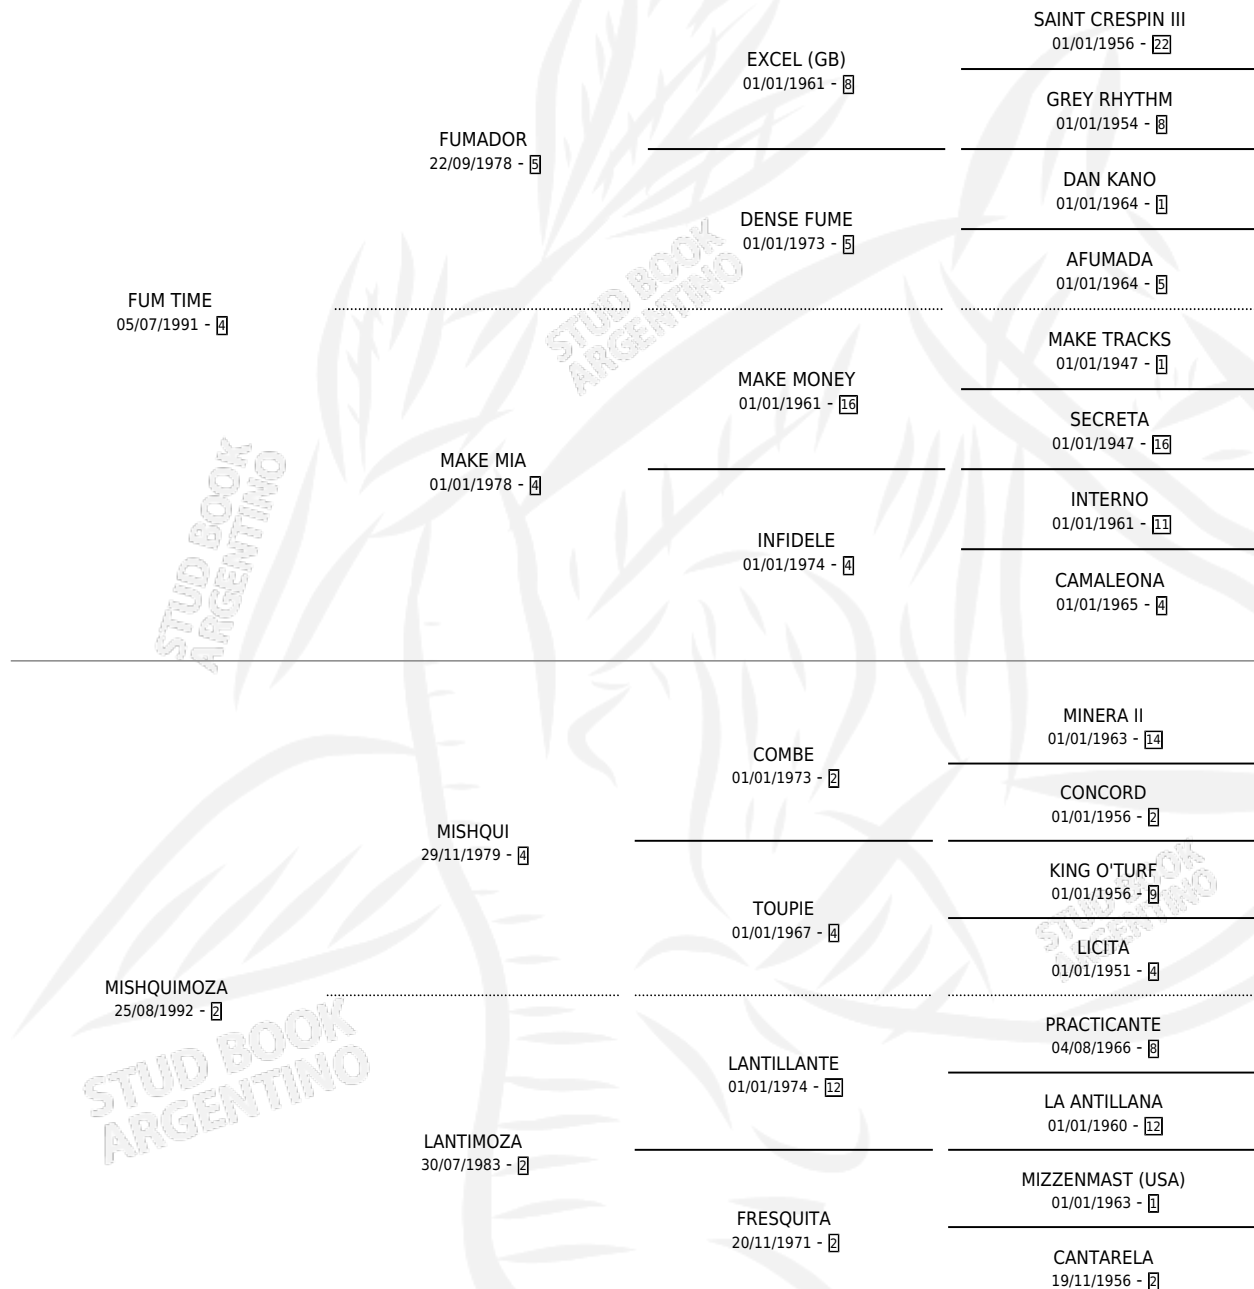 SAINT CRESPIN III
01/01/1956 - 22
EXCEL (GB)
01/01/1961 - 8
GREY RHYTHM
01/01/1954 - 8
FUMADOR
22/09/1978 - 5
DAN KANO
01/01/1964 - 1
DENSE FUME
01/01/1973 - 5
AFUMADA
01/01/1964 - 5
FUM TIME
05/07/1991 - 4
MAKE TRACKS
01/01/1947 - 1
MAKE MONEY
01/01/1961 - 16
SECRETA
01/01/1947 - 16
MAKE MIA
01/01/1978 - 4
INTERNO
01/01/1961 - 11
INFIDELE
01/01/1974 - 4
CAMALEONA
01/01/1965 - 4
MINERA II
01/01/1963 - 14
COMBE
01/01/1973 - 2
CONCORD
01/01/1956 - 2
MISHQUI
29/11/1979 - 4
KING O'TURF
01/01/1956 - 9
TOUPIE
01/01/1967 - 4
LICITA
01/01/1951 - 4
MISHQUIMOZA
25/08/1992 - 2
PRACTICANTE
04/08/1966 - 8
LANTILLANTE
01/01/1974 - 12
LA ANTILLANA
01/01/1960 - 12
LANTIMOZA
30/07/1983 - 2
MIZZENMAST (USA)
01/01/1963 - 1
FRESQUITA
20/11/1971 - 2
CANTARELA
19/11/1956 - 2
STUD BOOK
ARGENTINO
STUD BOOK
ARGENTINO
STUD BOOK
ARGENTINO
STUD BOOK
ARGENTINO